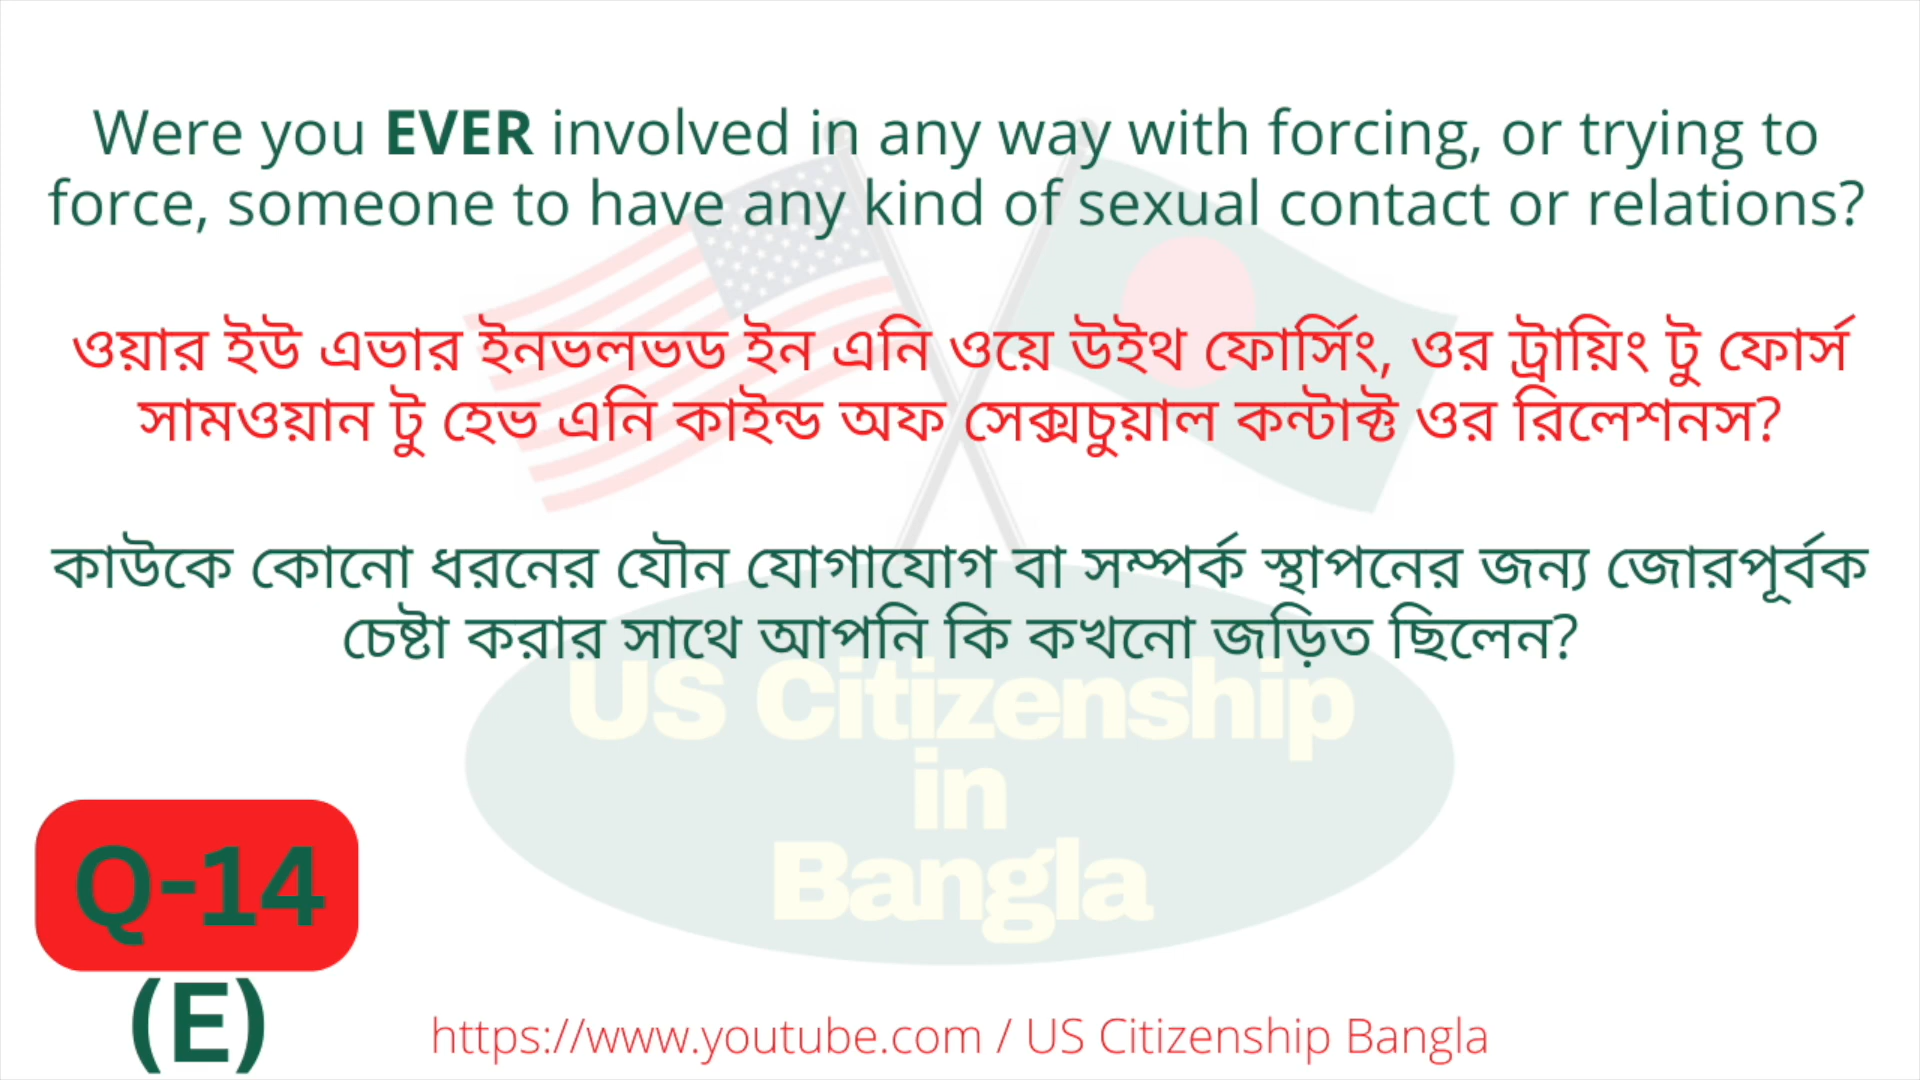 Were you EVER involved in any way with forcing, or trying to
force, someone to have any kind of sexual contact or relations?
ওয়ার ইউ এভার ইনভলভড ইন এনি ওয়ে উইথ ফোর্সিং, ওর ট্রায়িং টু ফোর্স
সামওয়ান টু হেভ এনি কাইন্ড অফ সেক্সচুয়াল কন্টাক্ট ওর রিলেশনস?
কাউকে কোনো ধরনের যৌন যোগাযোগ বা সম্পর্ক স্থাপনের জন্য জোরপূর্বক
চেষ্টা করার সাথে আপনি কি কখনো জড়িত ছিলেন?
US Citizenship
in
Bangla
Q-14
(E)
https://www.youtube.com / US Citizenship Bangla